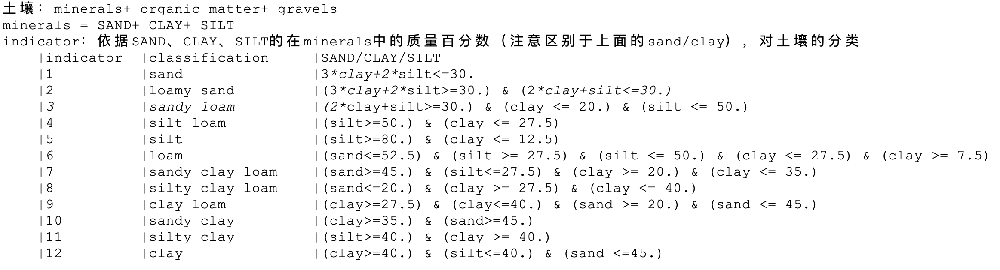 土壤：minerals+ organic matter+ gravels
minerals = SAND+ CLAY+ SILT
indicator：依据SAND、CLAY、SILT的在minerals中的质量百分数（注意区别于上面的sand/clay），对土壤的分类
|indicator |classification |SAND/CLAY/SILT
|1 |sand |3*clay+2*silt<=30.
|2 |loamy sand |(3*clay+2*silt>=30.) & (2*clay+silt<=30.)
|3 |sandy loam |(2*clay+silt>=30.) & (clay <= 20.) & (silt <= 50.)
|4 |silt loam |(silt>=50.) & (clay <= 27.5)
|5 |silt |(silt>=80.) & (clay <= 12.5)
|6 |loam |(sand<=52.5) & (silt >= 27.5) & (silt <= 50.) & (clay <= 27.5) & (clay >= 7.5)
|7 |sandy clay loam |(sand>=45.) & (silt<=27.5) & (clay >= 20.) & (clay <= 35.)
|8 |silty clay loam |(sand<=20.) & (clay >= 27.5) & (clay <= 40.)
|9 |clay loam |(clay>=27.5) & (clay<=40.) & (sand >= 20.) & (sand <= 45.)
|10 |sandy clay |(clay>=35.) & (sand>=45.)
|11 |silty clay |(silt>=40.) & (clay >= 40.)
|12 |clay |(clay>=40.) & (silt<=40.) & (sand <=45.)